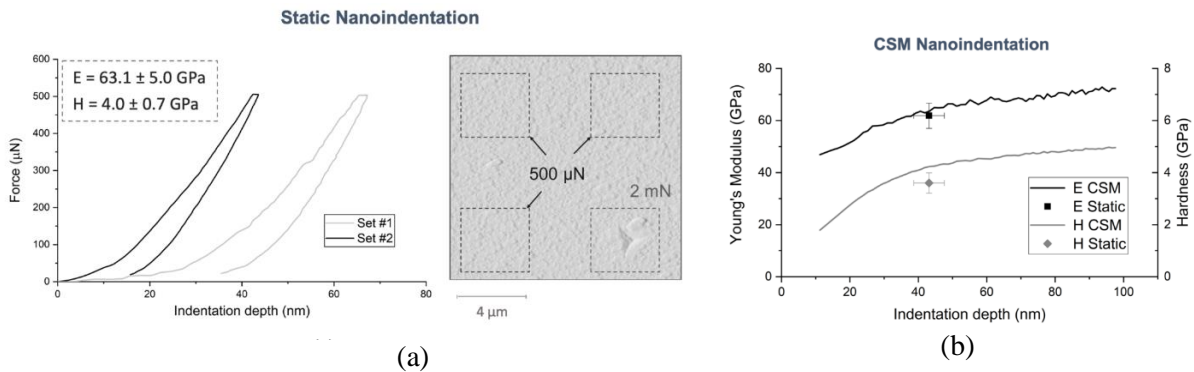 Static Nanoindentation
E = 63.1 ± 5.0 GPa
H = 4.0 ± 0.7 GPa
Force (μN)
600
500
400
300
200
100
0
0 20 40 60 80
Indentation depth (nm)
Set #1
Set #2
500 μN
2 mN
4 μm
(a)
CSM Nanoindentation
Young's Modulus (GPa)
80
60
40
20
0
0 20 40 60 80 100
Indentation depth (nm)
8
6
4
2
0
Hardness (GPa)
E CSM
E Static
H CSM
H Static
(b)